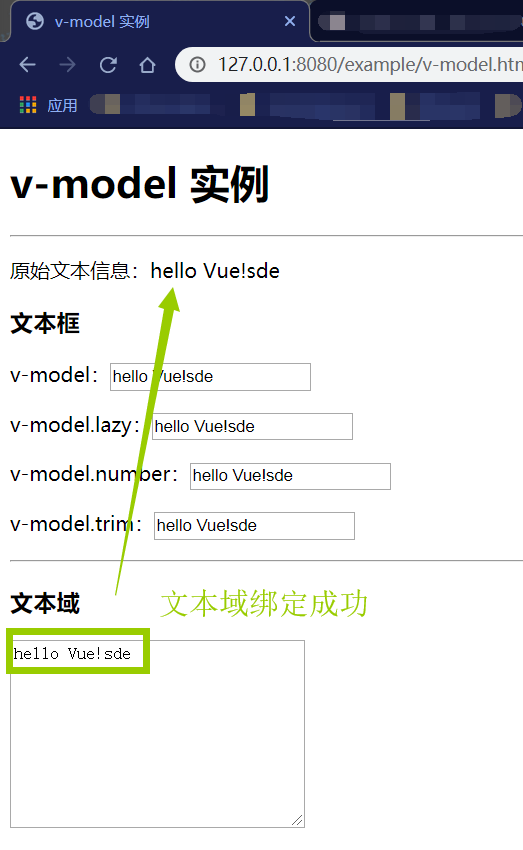 v-model 实例
127.0.0.1:8080/example/v-model.htm
应用
v-model 实例
原始文本信息：hello Vue!sde
文本框
v-model：hello Vue!sde
v-model.lazy：hello Vue!sde
v-model.number：hello Vue!sde
v-model.trim：hello Vue!sde
文本域 文本域绑定成功
hello Vue!sde